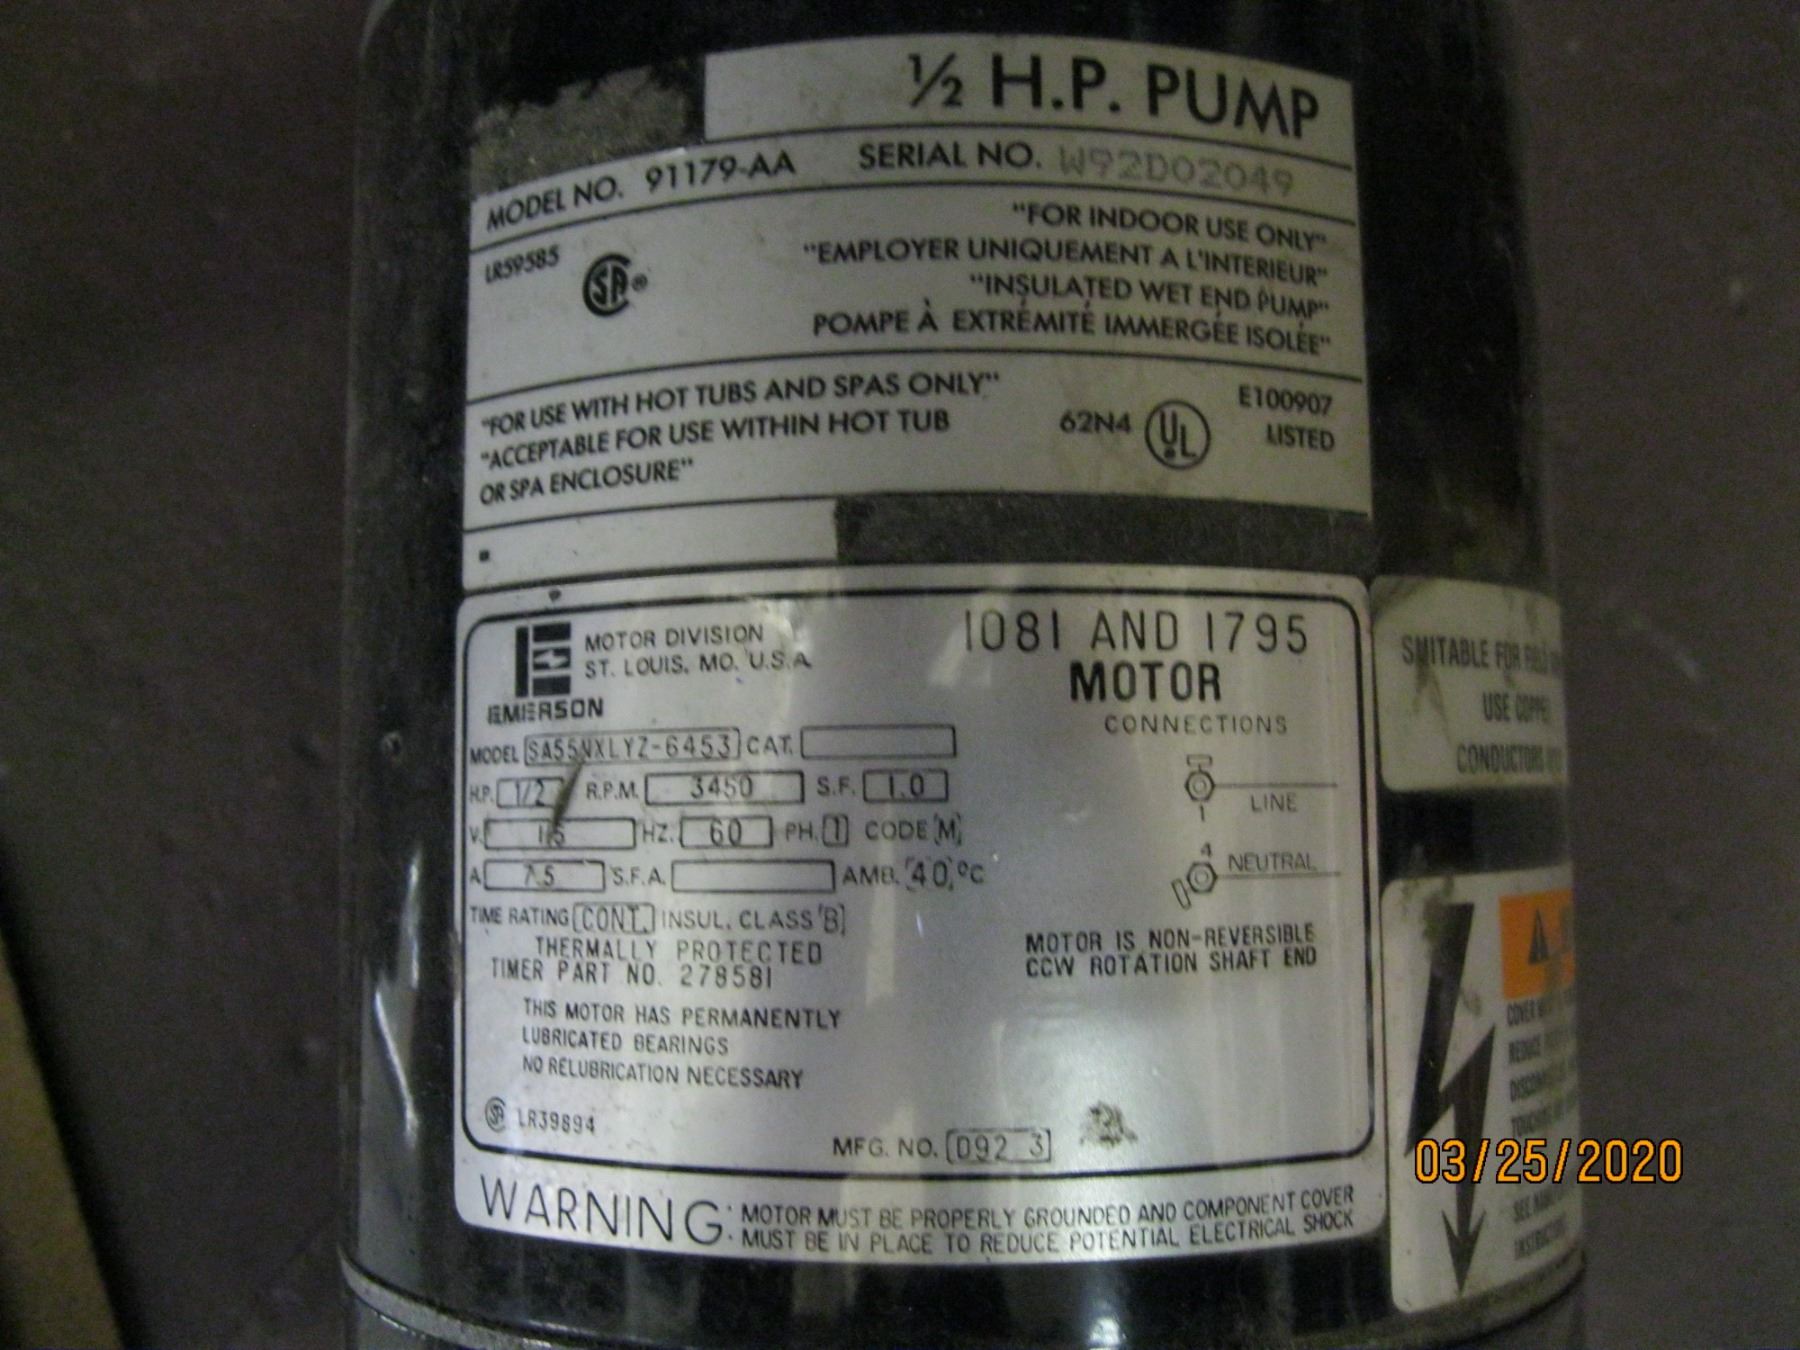 ½ H.P. PUMP
MODEL NO. 91179-AA SERIAL NO. W92D02049
LR59585 SA ®
"FOR INDOOR USE ONLY"
"EMPLOYER UNIQUEMENT A L'INTERIEUR"
"INSULATED WET END PUMP"
POMPE À EXTRÉMITÉ IMMERGÉE ISOLÉE"
"FOR USE WITH HOT TUBS AND SPAS ONLY"
"ACCEPTABLE FOR USE WITHIN HOT TUB
OR SPA ENCLOSURE"
62N4 UL E100907
LISTED
MOTOR DIVISION
ST. LOUIS, MO. U.S.A.
EMERSON
MODEL SA55NXLYZ-6453 CAT.
H.P. 1/2 R.P.M. 3450 S.F. 1.0
V. 115 HZ. 60 PH. 1 CODE M
A 7.5 S.F.A. AMB. 40 °C
TIME RATING CONT. INSUL. CLASS B
THERMALLY PROTECTED
TIMER PART NO. 278581
THIS MOTOR HAS PERMANENTLY
LUBRICATED BEARINGS
NO RELUBRICATION NECESSARY
SA LR39894
MFG. NO. D92 3
1081 AND 1795
MOTOR
CONNECTIONS
1 LINE
4 NEUTRAL
MOTOR IS NON-REVERSIBLE
CCW ROTATION SHAFT END
WARNING: MOTOR MUST BE PROPERLY GROUNDED AND COMPONENT COVER
MUST BE IN PLACE TO REDUCE POTENTIAL ELECTRICAL SHOCK
SUITABLE FOR
USE
CONDUCTORS
03/25/2020